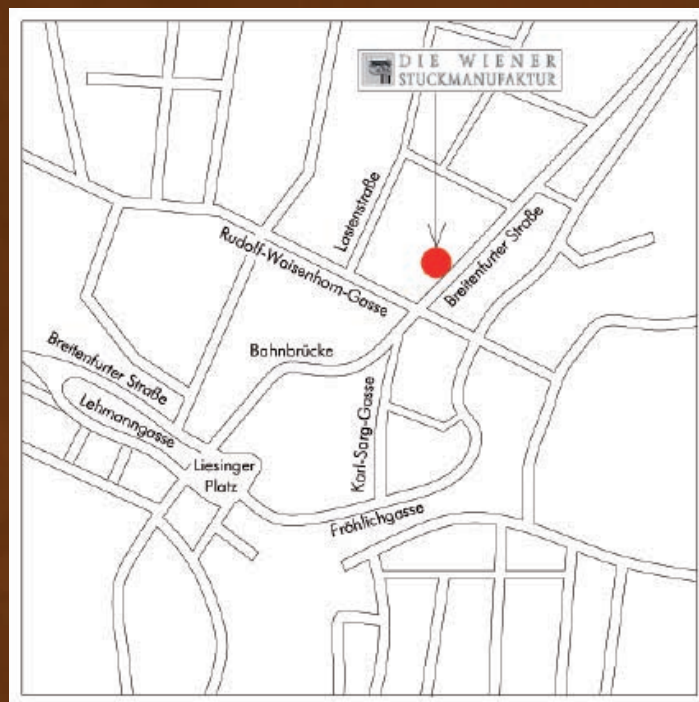 DIE WIENER
STUCKMANUFAKTUR
Lastenstraße
Breitenfurter Straße
Rudolf-Waisenhorn-Gasse
Bahnbrücke
Breitenfurter Straße
Lehmanngasse
Karl-Sarg-Gasse
Liesinger
Platz
Fröhlichgasse